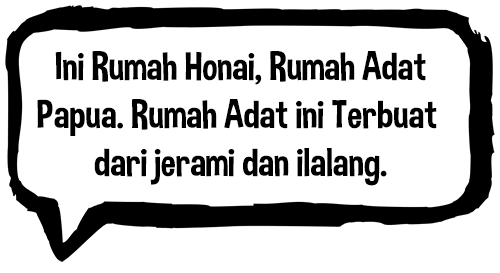 Ini Rumah Honai, Rumah Adat
Papua. Rumah Adat ini Terbuat
dari jerami dan ilalang.